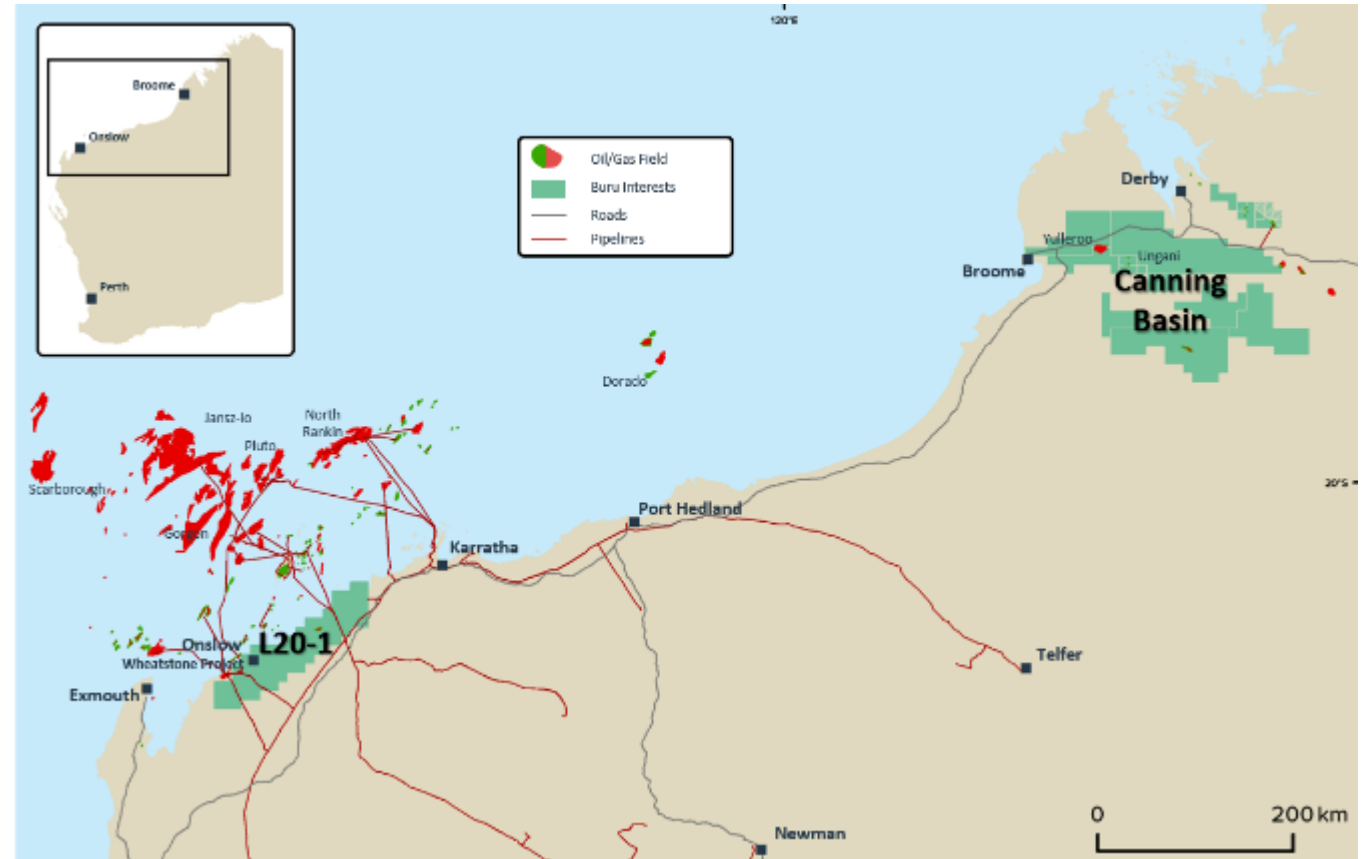 120°E
Broome
Onslow
Perth
Oil/Gas Field
Buru Interests
Roads
Pipelines
Derby
Yulleroo
Ungani
Broome
Canning
Basin
Dorado
Jansz-Io
North
Rankin
Pluto
Scarborough
20°S
Gorgon
Port Hedland
Karratha
Onslow
L20-1
Wheatstone Project
Exmouth
Telfer
Newman
0
200 km